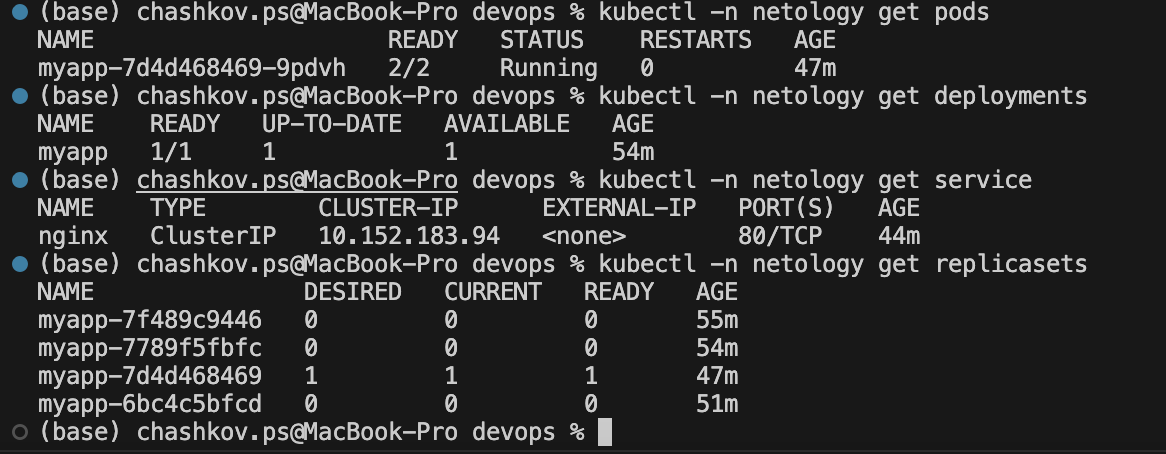 (base) chashkov.ps@MacBook-Pro devops % kubectl -n netology get pods
NAME                     READY   STATUS    RESTARTS   AGE
myapp-7d4d468469-9pdvh   2/2     Running   0          47m
(base) chashkov.ps@MacBook-Pro devops % kubectl -n netology get deployments
NAME    READY   UP-TO-DATE   AVAILABLE   AGE
myapp   1/1     1            1           54m
(base) chashkov.ps@MacBook-Pro devops % kubectl -n netology get service
NAME    TYPE        CLUSTER-IP      EXTERNAL-IP   PORT(S)   AGE
nginx   ClusterIP   10.152.183.94   <none>        80/TCP    44m
(base) chashkov.ps@MacBook-Pro devops % kubectl -n netology get replicasets
NAME               DESIRED   CURRENT   READY   AGE
myapp-7f489c9446   0         0         0       55m
myapp-7789f5fbfc   0         0         0       54m
myapp-7d4d468469   1         1         1       47m
myapp-6bc4c5bfcd   0         0         0       51m
(base) chashkov.ps@MacBook-Pro devops %